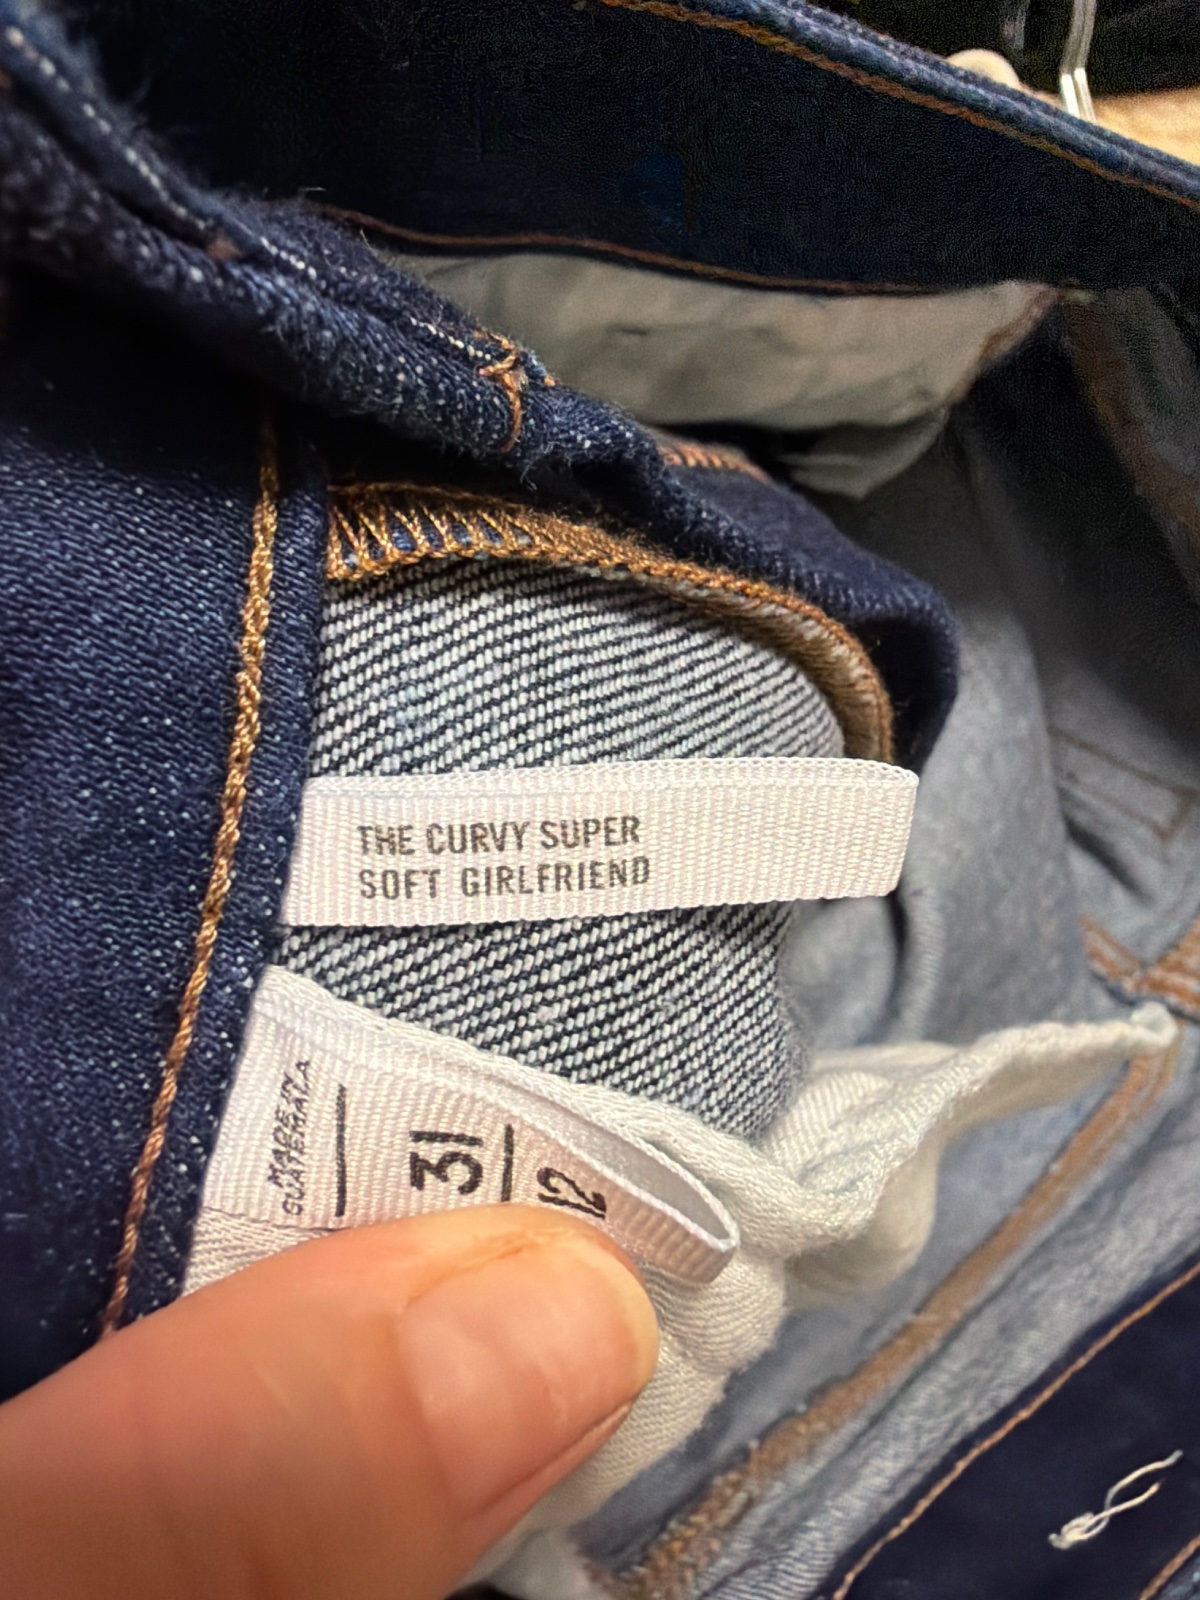 THE CURVY SUPER
SOFT GIRLFRIEND
MADE IN
GUATEMALA
31
12